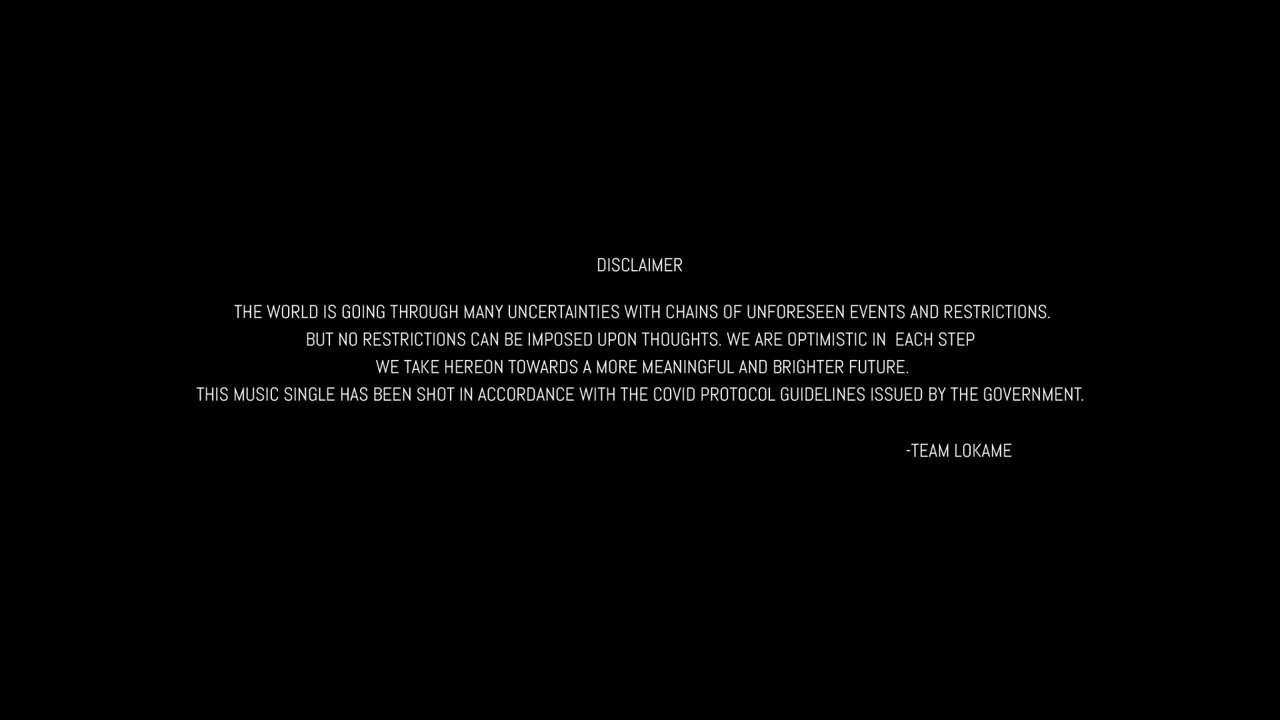 DISCLAIMER
THE WORLD IS GOING THROUGH MANY UNCERTAINTIES WITH CHAINS OF UNFORESEEN EVENTS AND RESTRICTIONS.
BUT NO RESTRICTIONS CAN BE IMPOSED UPON THOUGHTS. WE ARE OPTIMISTIC IN  EACH STEP
WE TAKE HEREON TOWARDS A MORE MEANINGFUL AND BRIGHTER FUTURE.
THIS MUSIC SINGLE HAS BEEN SHOT IN ACCORDANCE WITH THE COVID PROTOCOL GUIDELINES ISSUED BY THE GOVERNMENT.
-TEAM LOKAME